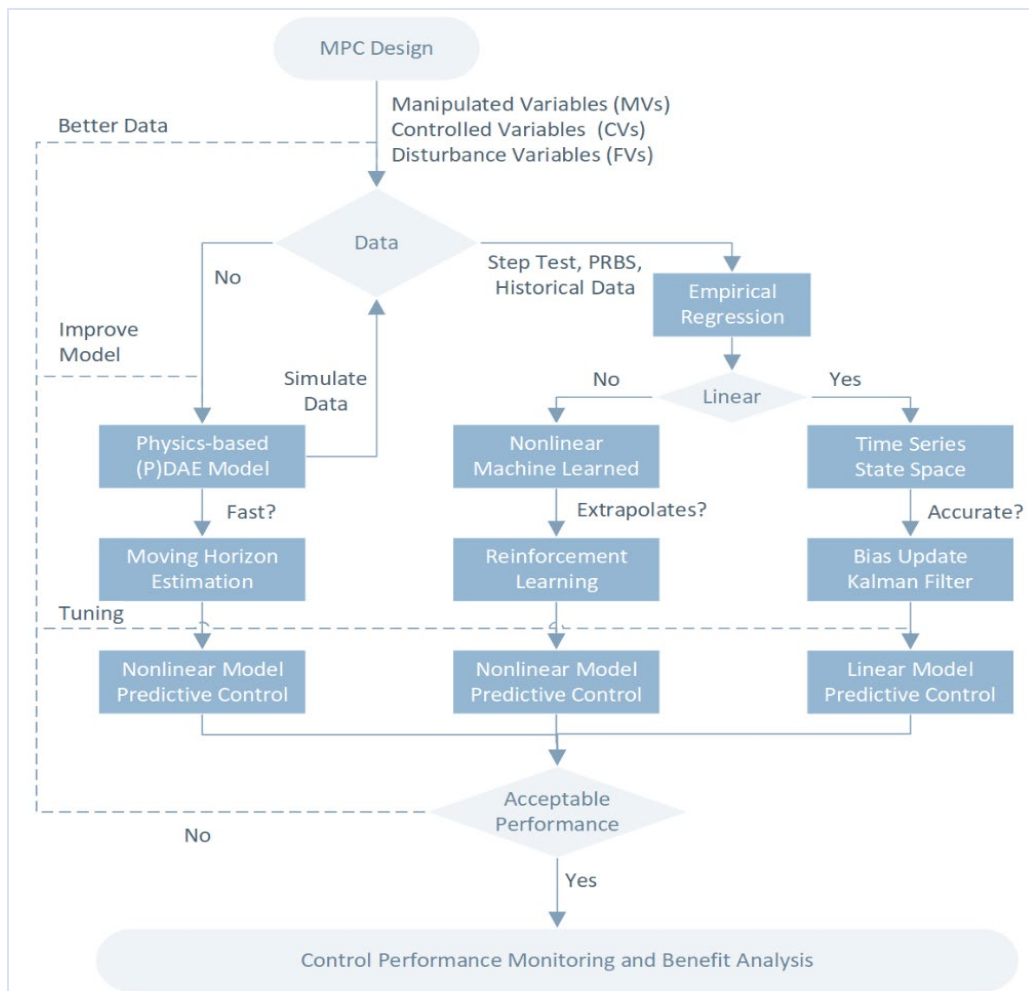 MPC Design
Manipulated Variables (MVs)
Controlled Variables (CVs)
Disturbance Variables (FVs)
Better Data
Data
No
Step Test, PRBS,
Historical Data
Empirical
Regression
Improve
Model
Simulate
Data
No
Linear
Yes
Physics-based
(P)DAE Model
Nonlinear
Machine Learned
Time Series
State Space
Fast?
Extrapolates?
Accurate?
Moving Horizon
Estimation
Reinforcement
Learning
Bias Update
Kalman Filter
Tuning
Nonlinear Model
Predictive Control
Nonlinear Model
Predictive Control
Linear Model
Predictive Control
Acceptable
Performance
No
Yes
Control Performance Monitoring and Benefit Analysis